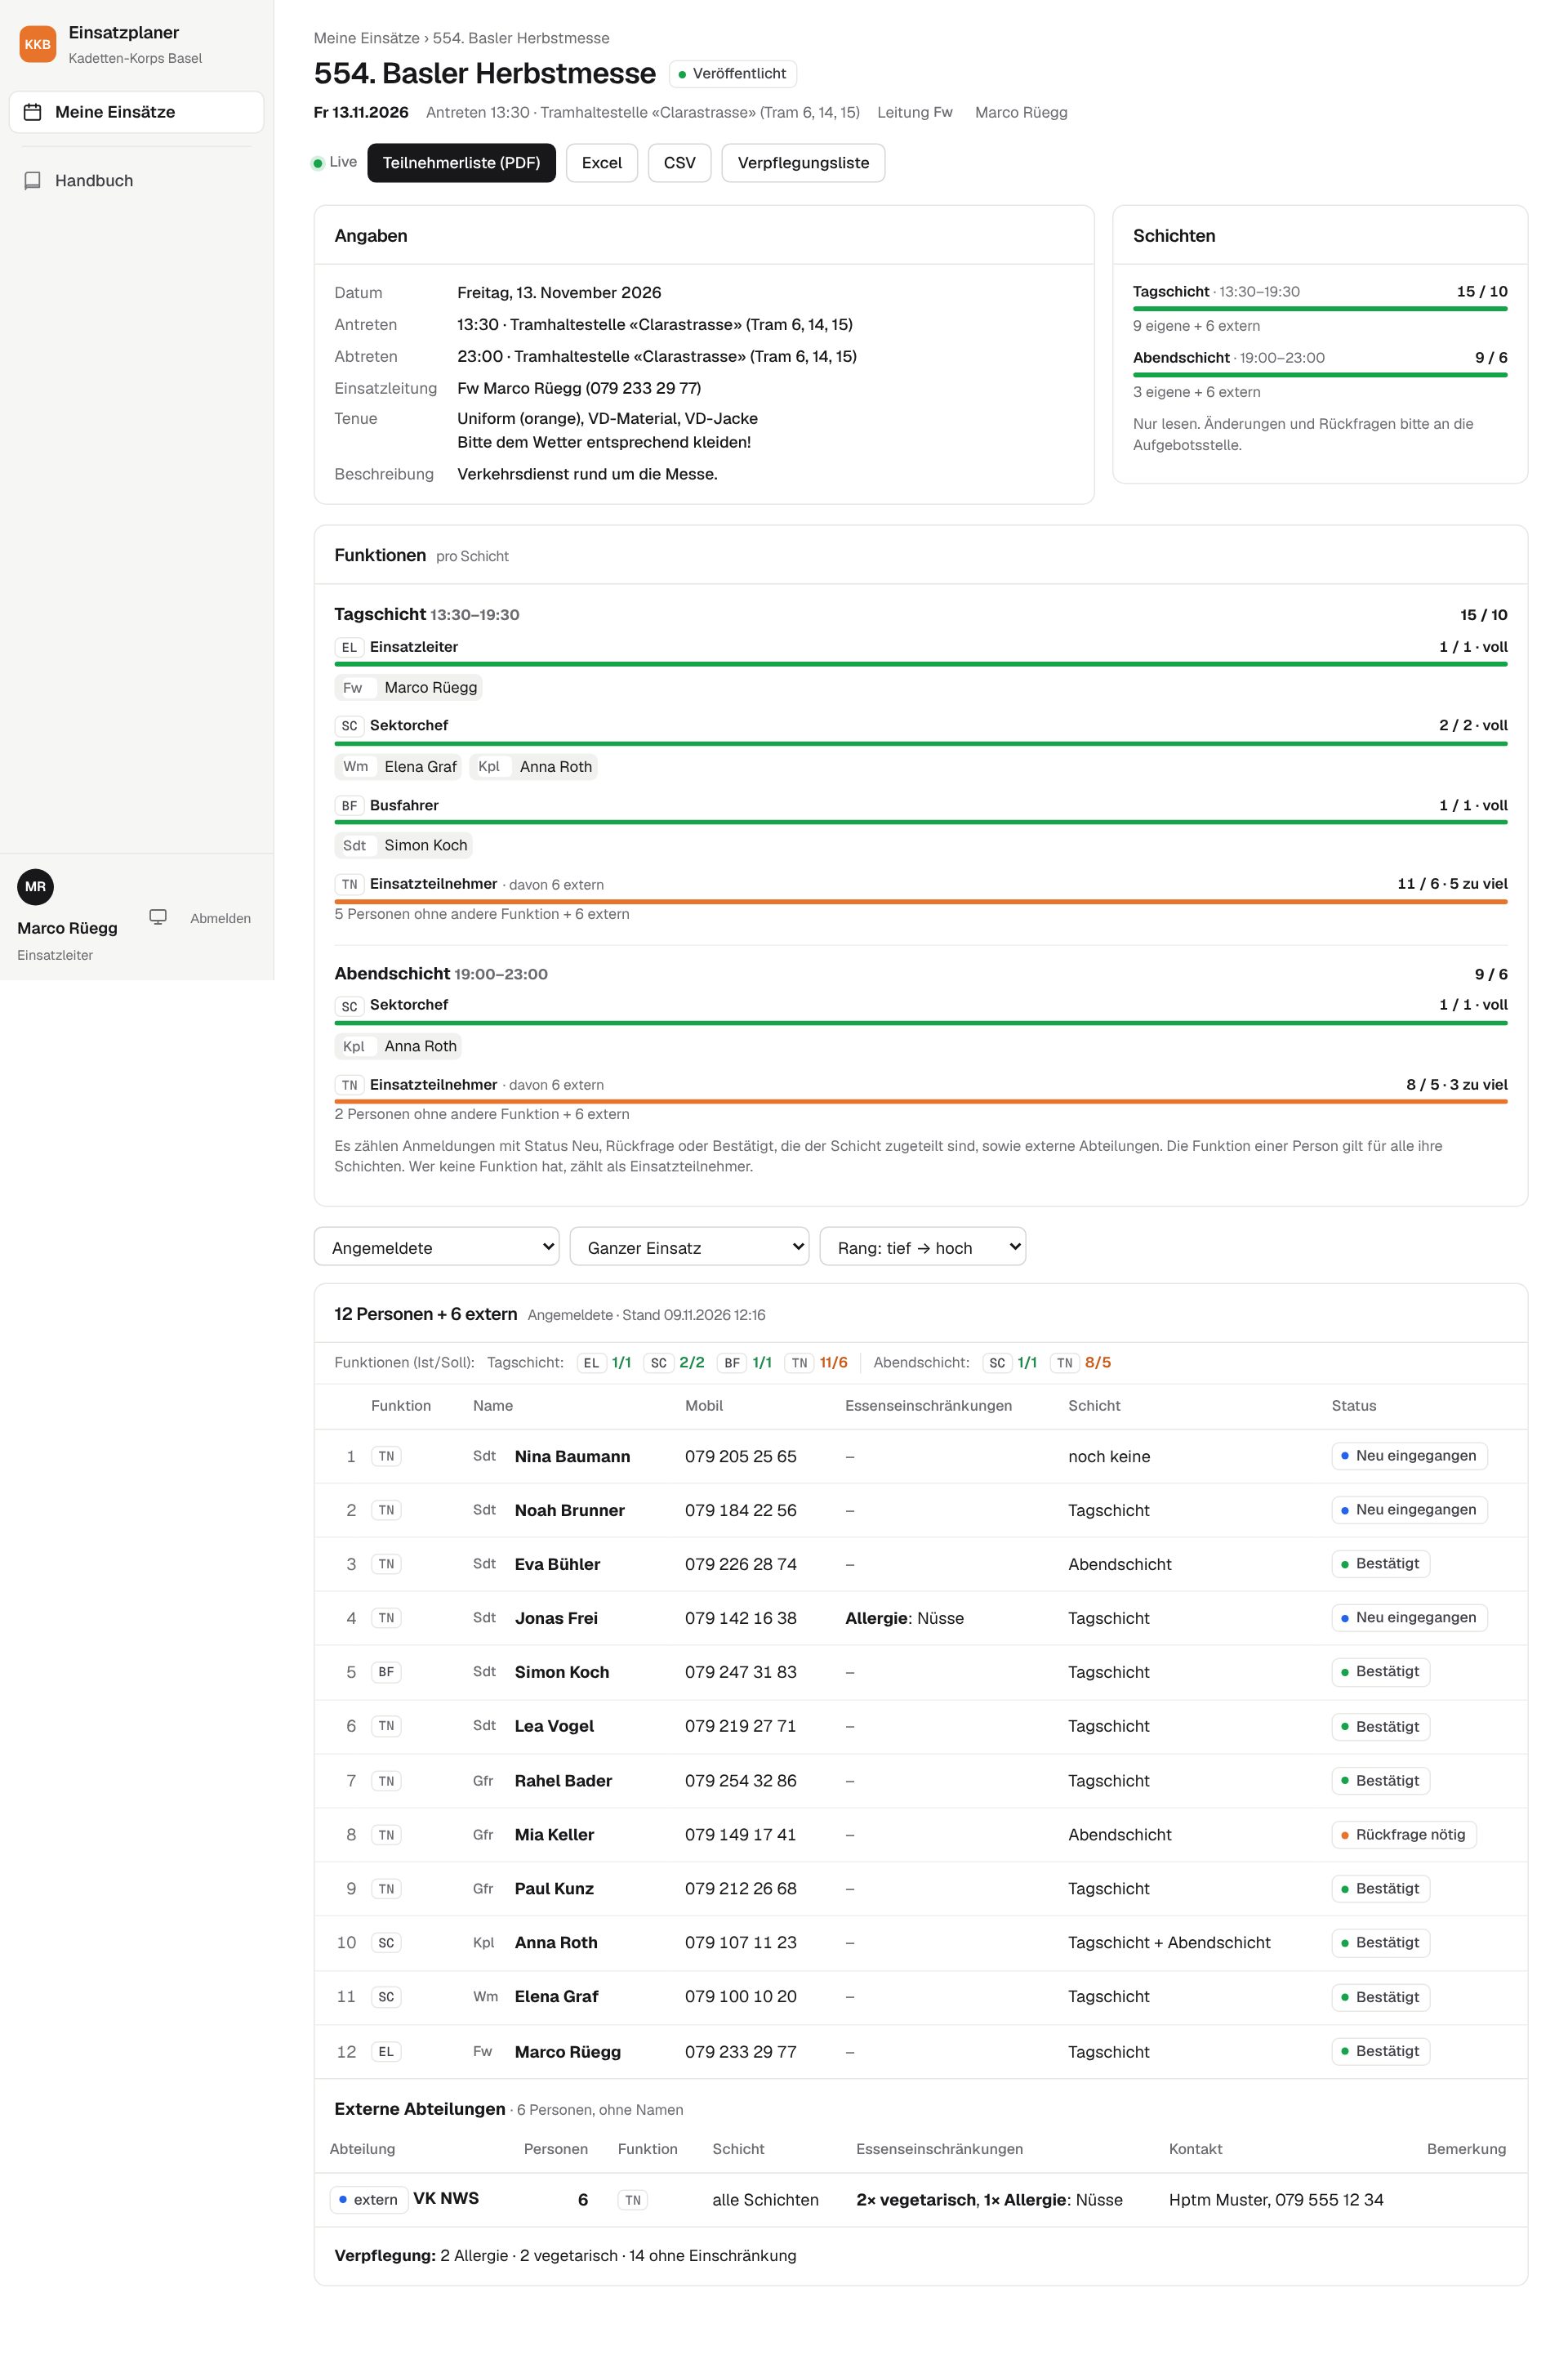 KKB
Einsatzplaner
Kadetten-Korps Basel
Meine Einsätze
Handbuch
MR
Marco Rüegg
Einsatzleiter
Abmelden
Meine Einsätze › 554. Basler Herbstmesse
554. Basler Herbstmesse Veröffentlicht
Fr 13.11.2026 Antreten 13:30 · Tramhaltestelle «Clarastrasse» (Tram 6, 14, 15) Leitung Fw Marco Rüegg
Live Teilnehmerliste (PDF) Excel CSV Verpflegungsliste
Angaben
Datum Freitag, 13. November 2026
Antreten 13:30 · Tramhaltestelle «Clarastrasse» (Tram 6, 14, 15)
Abtreten 23:00 · Tramhaltestelle «Clarastrasse» (Tram 6, 14, 15)
Einsatzleitung Fw Marco Rüegg (079 233 29 77)
Tenue Uniform (orange), VD-Material, VD-Jacke
Bitte dem Wetter entsprechend kleiden!
Beschreibung Verkehrsdienst rund um die Messe.
Schichten
Tagschicht · 13:30–19:30 15 / 10
9 eigene + 6 extern
Abendschicht · 19:00–23:00 9 / 6
3 eigene + 6 extern
Nur lesen. Änderungen und Rückfragen bitte an die
Aufgebotsstelle.
Funktionen pro Schicht
Tagschicht 13:30–19:30 15 / 10
EL Einsatzleiter 1 / 1 · voll
Fw Marco Rüegg
SC Sektorchef 2 / 2 · voll
Wm Elena Graf Kpl Anna Roth
BF Busfahrer 1 / 1 · voll
Sdt Simon Koch
TN Einsatzteilnehmer · davon 6 extern 11 / 6 · 5 zu viel
5 Personen ohne andere Funktion + 6 extern
Abendschicht 19:00–23:00 9 / 6
SC Sektorchef 1 / 1 · voll
Kpl Anna Roth
TN Einsatzteilnehmer · davon 6 extern 8 / 5 · 3 zu viel
2 Personen ohne andere Funktion + 6 extern
Es zählen Anmeldungen mit Status Neu, Rückfrage oder Bestätigt, die der Schicht zugeteilt sind, sowie externe Abteilungen. Die Funktion einer Person gilt für alle ihre
Schichten. Wer keine Funktion hat, zählt als Einsatzteilnehmer.
Angemeldete Ganzer Einsatz Rang: tief → hoch
12 Personen + 6 extern Angemeldete · Stand 09.11.2026 12:16
Funktionen (Ist/Soll): Tagschicht: EL 1/1 SC 2/2 BF 1/1 TN 11/6 Abendschicht: SC 1/1 TN 8/5
Funktion Name Mobil Essenseinschränkungen Schicht Status
1 TN Sdt Nina Baumann 079 205 25 65 – noch keine Neu eingegangen
2 TN Sdt Noah Brunner 079 184 22 56 – Tagschicht Neu eingegangen
3 TN Sdt Eva Bühler 079 226 28 74 – Abendschicht Bestätigt
4 TN Sdt Jonas Frei 079 142 16 38 Allergie: Nüsse Tagschicht Neu eingegangen
5 BF Sdt Simon Koch 079 247 31 83 – Tagschicht Bestätigt
6 TN Sdt Lea Vogel 079 219 27 71 – Tagschicht Bestätigt
7 TN Gfr Rahel Bader 079 254 32 86 – Tagschicht Bestätigt
8 TN Gfr Mia Keller 079 149 17 41 – Abendschicht Rückfrage nötig
9 TN Gfr Paul Kunz 079 212 26 68 – Tagschicht Bestätigt
10 SC Kpl Anna Roth 079 107 11 23 – Tagschicht + Abendschicht Bestätigt
11 SC Wm Elena Graf 079 100 10 20 – Tagschicht Bestätigt
12 EL Fw Marco Rüegg 079 233 29 77 – Tagschicht Bestätigt
Externe Abteilungen · 6 Personen, ohne Namen
Abteilung Personen Funktion Schicht Essenseinschränkungen Kontakt Bemerkung
extern VK NWS 6 TN alle Schichten 2× vegetarisch, 1× Allergie: Nüsse Hptm Muster, 079 555 12 34
Verpflegung: 2 Allergie · 2 vegetarisch · 14 ohne Einschränkung